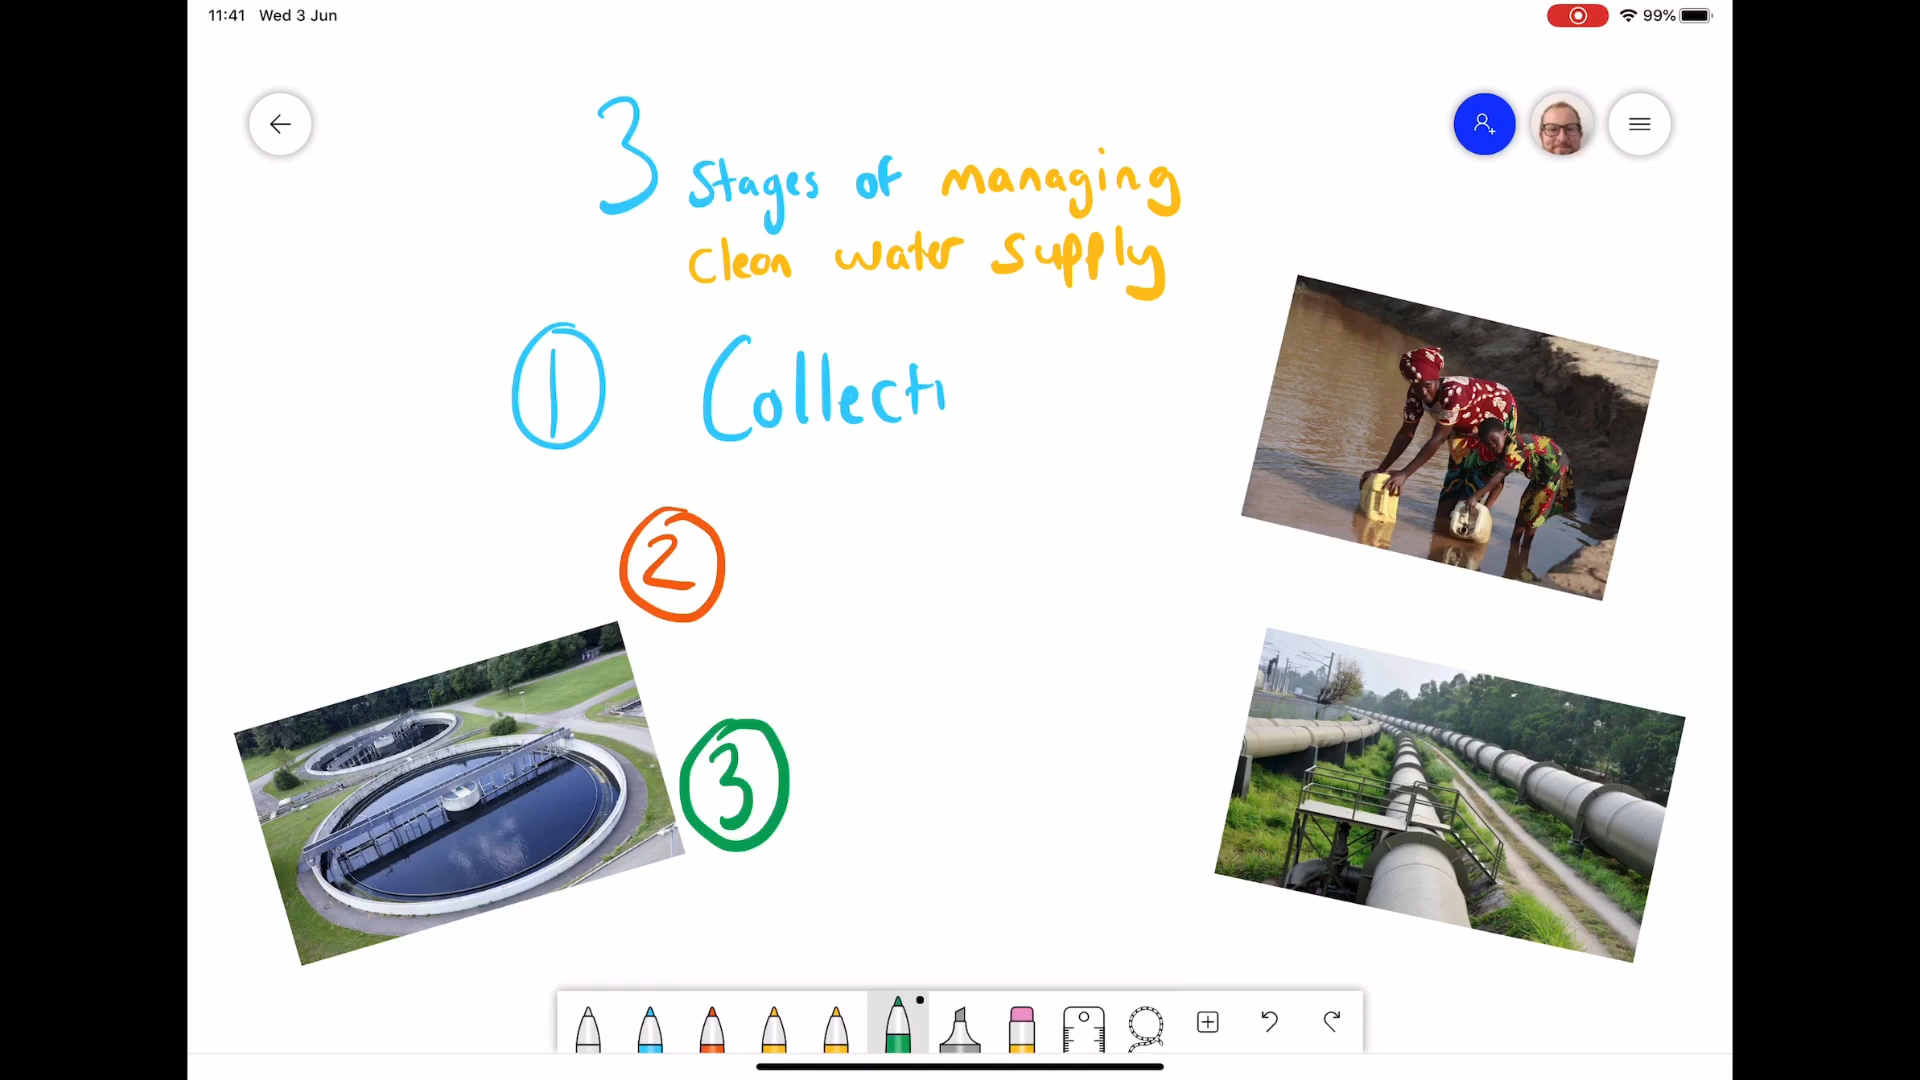 11:41 Wed 3 Jun
99%
3 stages of managing
clean water supply
1 Collecti
2
3